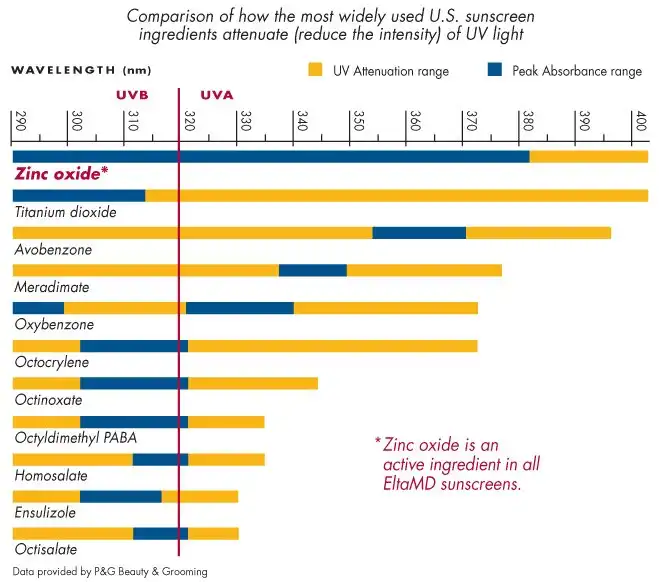 Comparison of how the most widely used U.S. sunscreen
ingredients attenuate (reduce the intensity) of UV light
WAVELENGTH (nm)
UV Attenuation range
Peak Absorbance range
UVB
UVA
290 300 310 320 330 340 350 360 370 380 390 400
Zinc oxide*
Titanium dioxide
Avobenzone
Meradimate
Oxybenzone
Octocrylene
Octinoxate
Octyldimethyl PABA
Homosalate
Ensulizole
Octisalate
*Zinc oxide is an
active ingredient in all
EltaMD sunscreens.
Data provided by P&G Beauty & Grooming